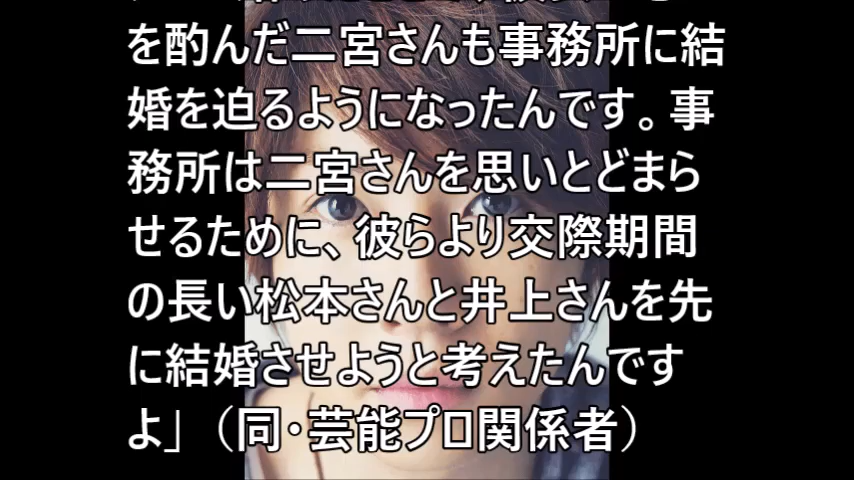 を酌んだ二宮さんも事務所に結
婚を迫るようになったんです。事
務所は二宮さんを思いとどまら
せるために、彼らより交際期間
の長い松本さんと井上さんを先
に結婚させようと考えたんです
よ」（同・芸能プロ関係者）